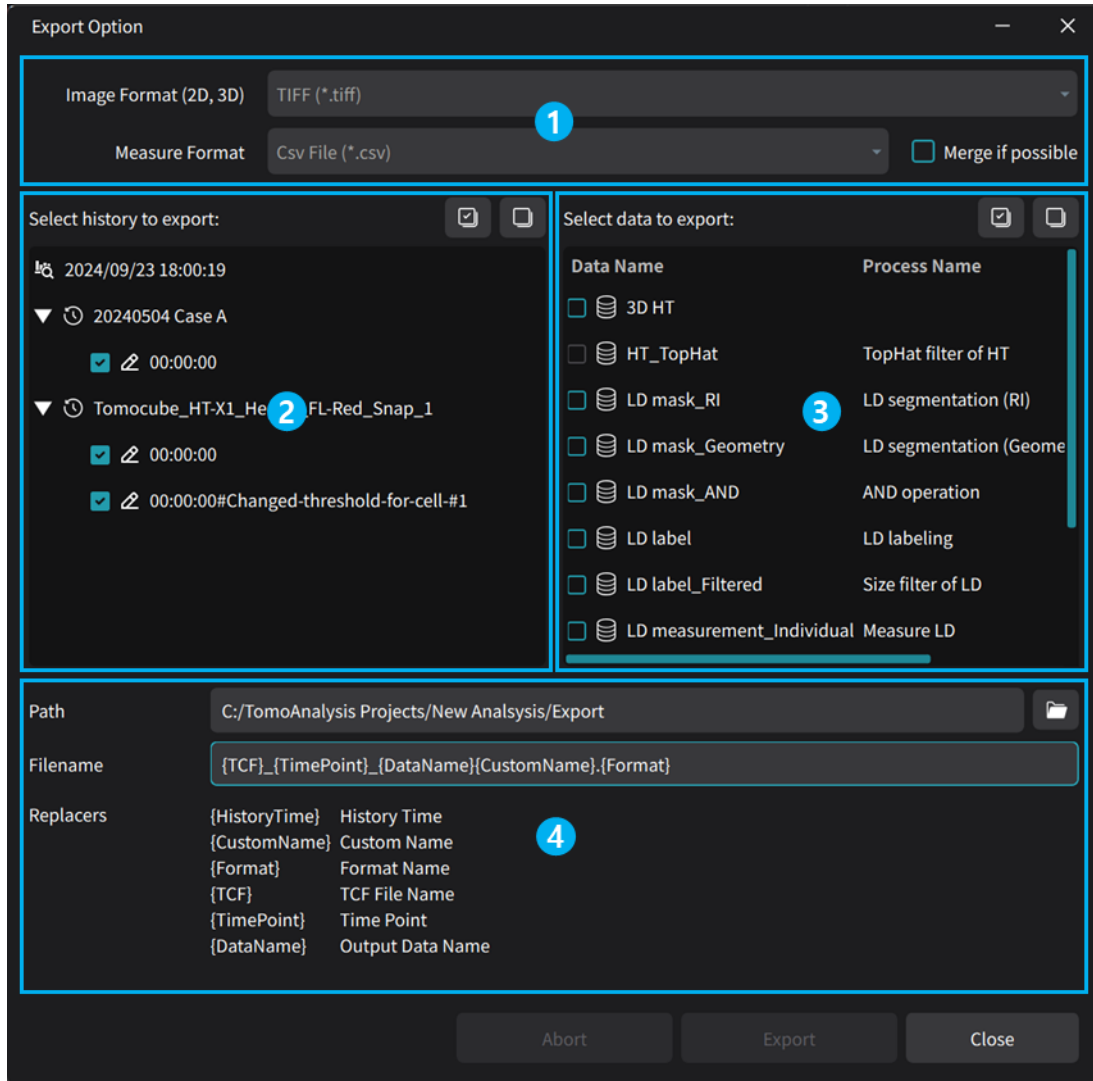 Export Option
Image Format (2D, 3D) TIFF (*.tiff)
1
Measure Format Csv File (*.csv) Merge if possible
Select history to export:
2024/09/23 18:00:19
20240504 Case A
00:00:00
Tomocube_HT-X1_He FL-Red_Snap_1
2
00:00:00
00:00:00#Changed-threshold-for-cell-#1
Select data to export:
Data Name Process Name
3D HT
HT_TopHat TopHat filter of HT
LD mask_RI LD segmentation (RI)
3
LD mask_Geometry LD segmentation (Geome
LD mask_AND AND operation
LD label LD labeling
LD label_Filtered Size filter of LD
LD measurement_Individual Measure LD
Path C:/TomoAnalysis Projects/New Analsysis/Export
Filename {TCF}_{TimePoint}_{DataName}{CustomName}.{Format}
Replacers {HistoryTime} History Time
{CustomName} Custom Name
4
{Format} Format Name
{TCF} TCF File Name
{TimePoint} Time Point
{DataName} Output Data Name
Abort Export Close